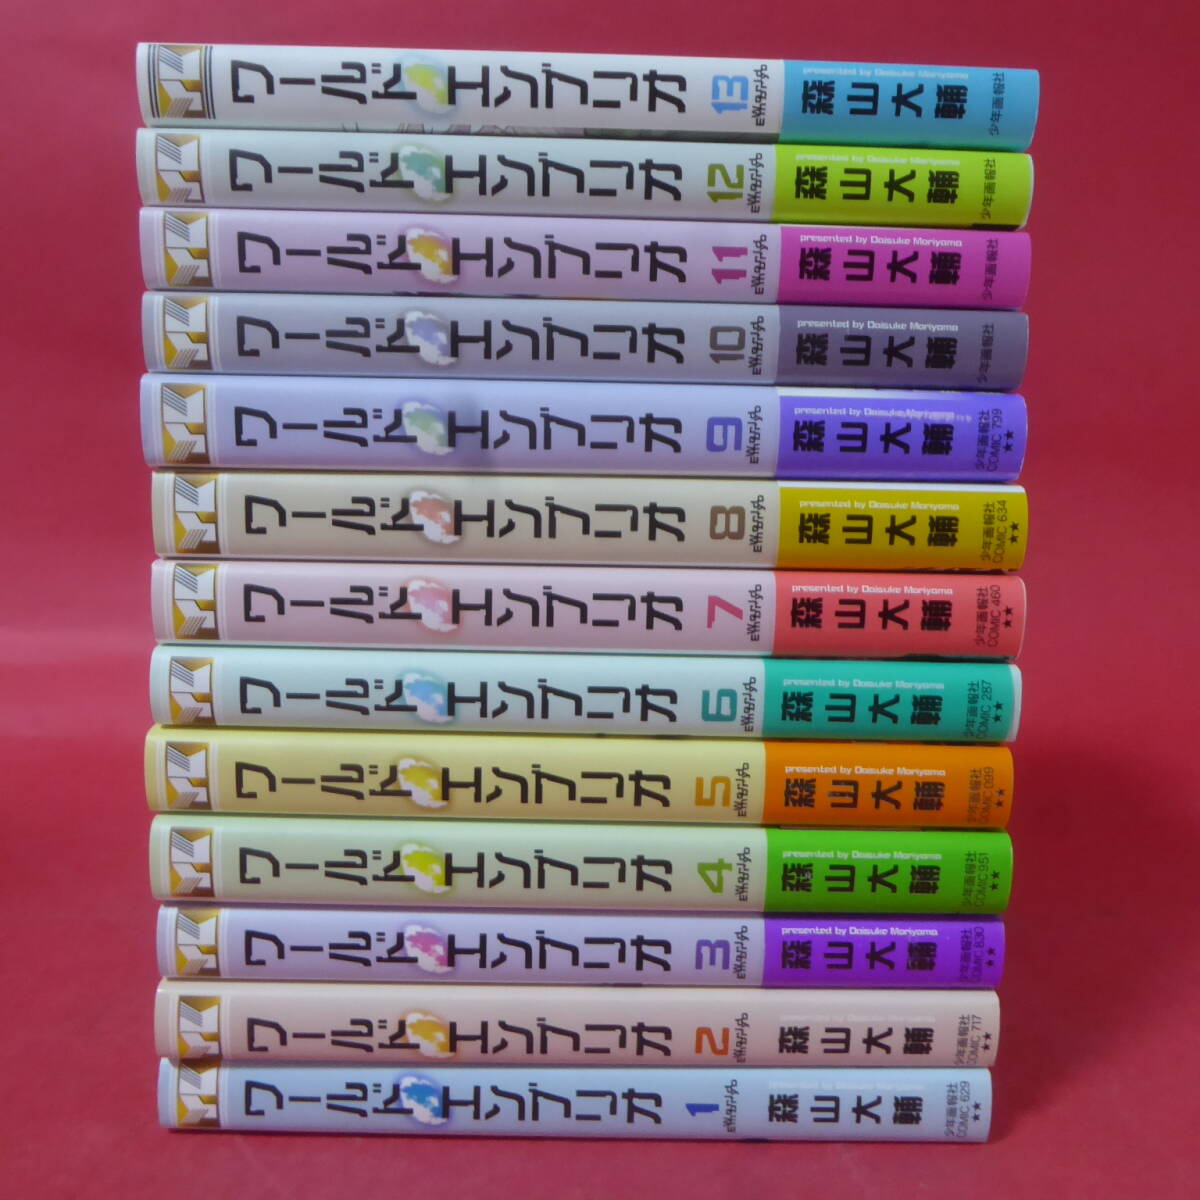 ワールドエンブリオ 13 presented by Daisuke Moriyama 森山大輔 少年画報社
ワールドエンブリオ 12 presented by Daisuke Moriyama 森山大輔 少年画報社
ワールドエンブリオ 11 presented by Daisuke Moriyama 森山大輔 少年画報社
ワールドエンブリオ 10 presented by Daisuke Moriyama 森山大輔 少年画報社
ワールドエンブリオ 9 presented by Daisuke Moriyama 森山大輔 少年画報社 COMIC 799 ★★
ワールドエンブリオ 8 presented by Daisuke Moriyama 森山大輔 少年画報社 COMIC 634 ★★
ワールドエンブリオ 7 presented by Daisuke Moriyama 森山大輔 少年画報社 COMIC 460 ★★
ワールドエンブリオ 6 presented by Daisuke Moriyama 森山大輔 少年画報社 COMIC 287 ★★
ワールドエンブリオ 5 presented by Daisuke Moriyama 森山大輔 少年画報社 COMIC 099 ★★
ワールドエンブリオ 4 presented by Daisuke Moriyama 森山大輔 少年画報社 COMIC 951 ★★
ワールドエンブリオ 3 presented by Daisuke Moriyama 森山大輔 少年画報社 COMIC 830 ★★
ワールドエンブリオ 2 presented by Daisuke Moriyama 森山大輔 少年画報社 COMIC 717 ★★
ワールドエンブリオ 1 presented by Daisuke Moriyama 森山大輔 少年画報社 COMIC 629 ★★